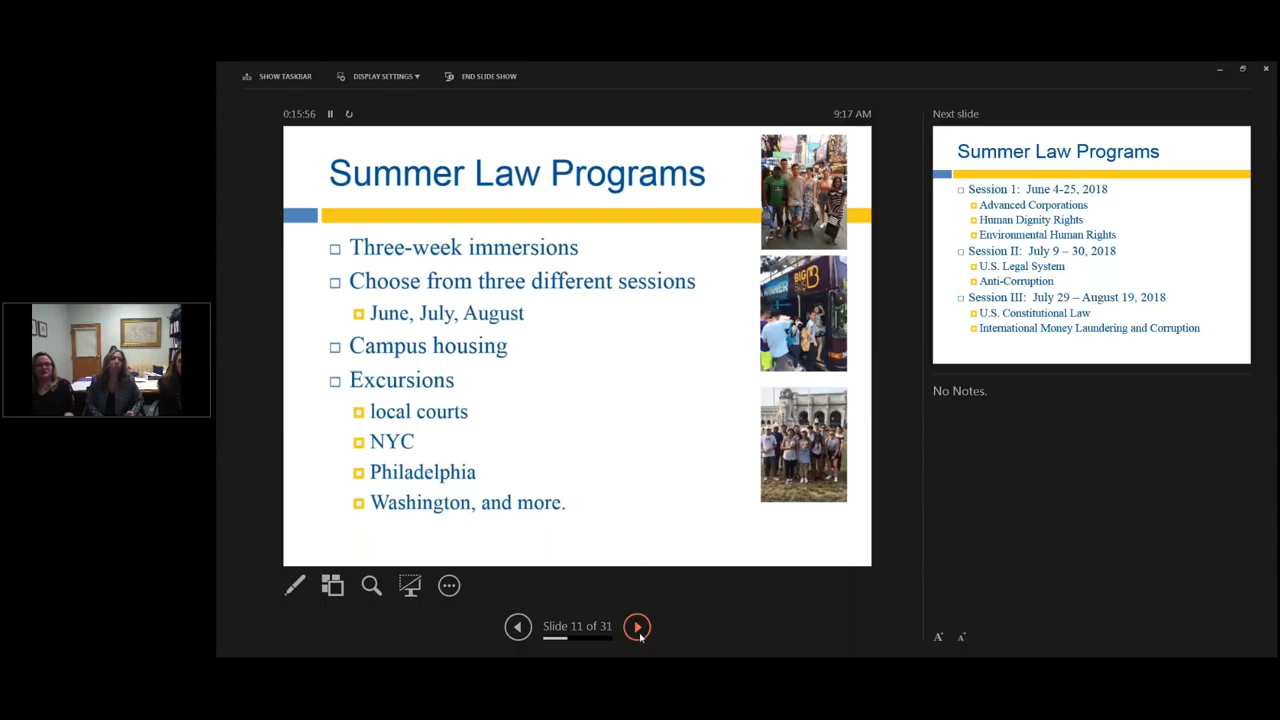 SHOW TASKBAR
DISPLAY SETTINGS ▾
END SLIDE SHOW
0:15:56
9:17 AM
Summer Law Programs
Three-week immersions
Choose from three different sessions
June, July, August
Campus housing
Excursions
local courts
NYC
Philadelphia
Washington, and more.
BIG
Slide 11 of 31
Next slide
Summer Law Programs
Session 1: June 4-25, 2018
Advanced Corporations
Human Dignity Rights
Environmental Human Rights
Session II: July 9 – 30, 2018
U.S. Legal System
Anti-Corruption
Session III: July 29 – August 19, 2018
U.S. Constitutional Law
International Money Laundering and Corruption
No Notes.
A
A